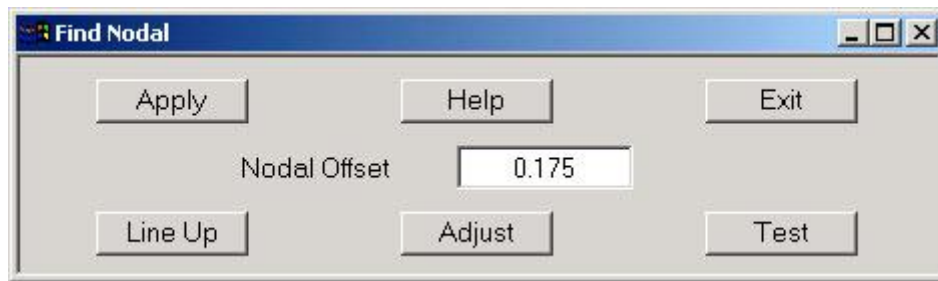 Find Nodal
Apply Help Exit
Nodal Offset 0.175
Line Up Adjust Test